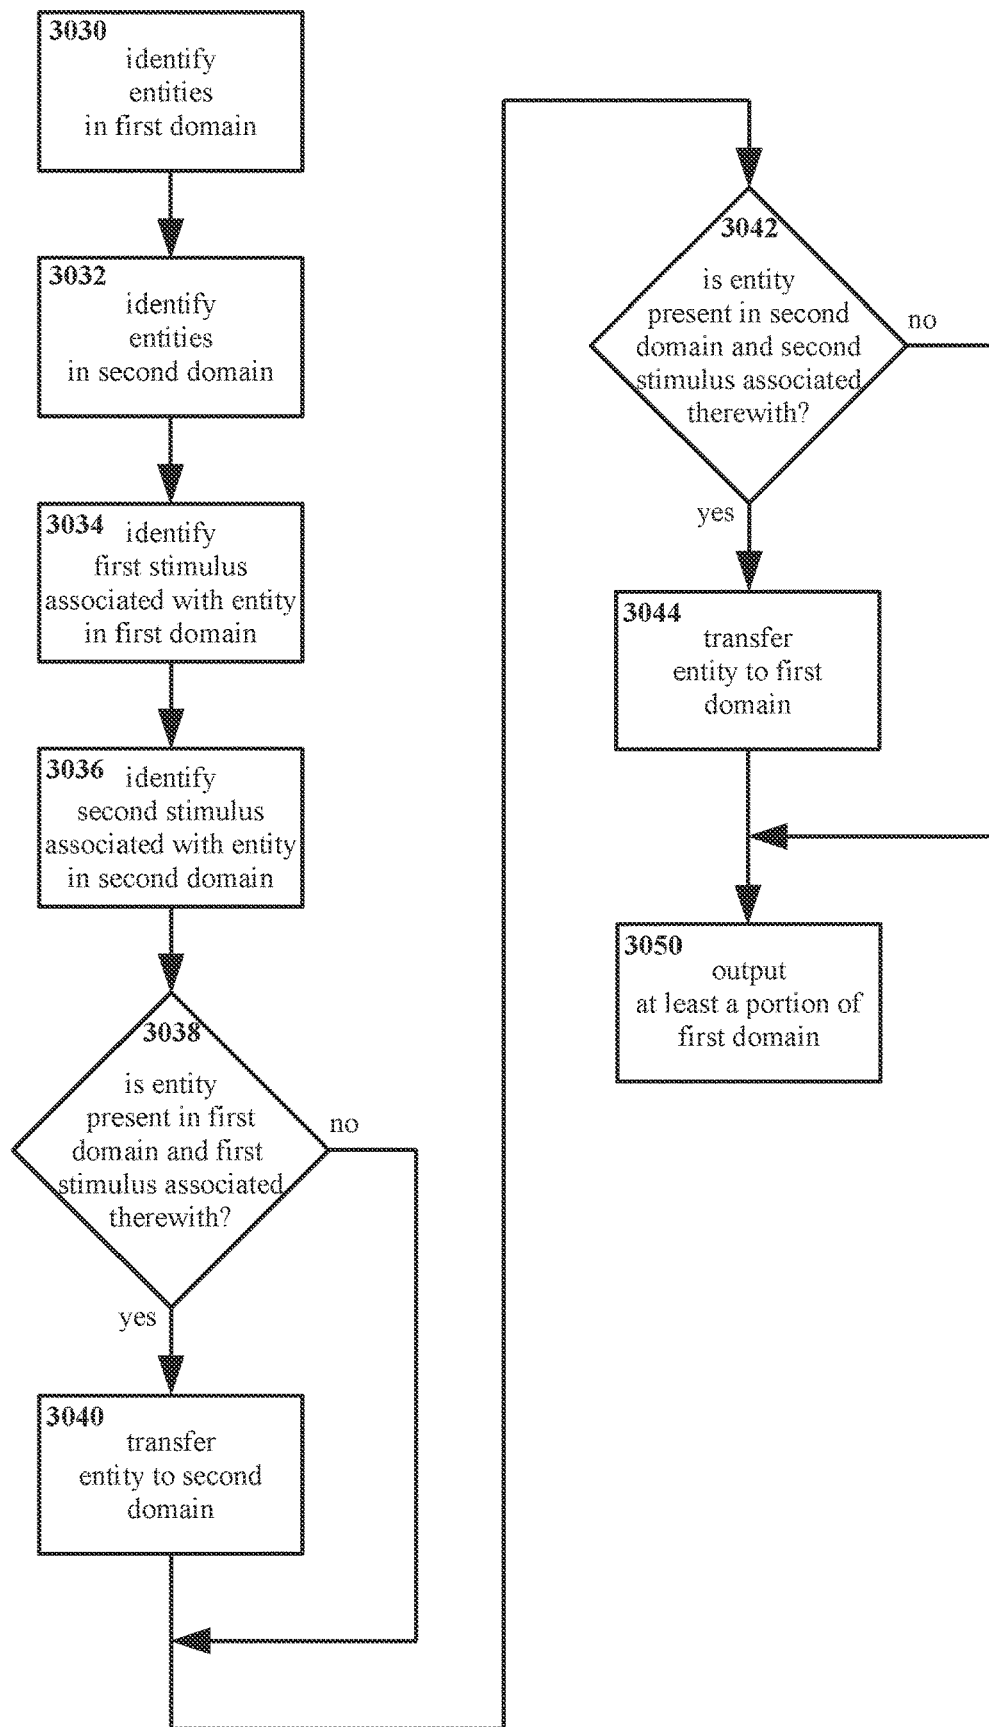 3030
identify
entities
in first domain
3032
identify
entities
in second domain
3034
identify
first stimulus
associated with entity
in first domain
3036
identify
second stimulus
associated with entity
in second domain
3038
is entity
present in first
domain and first
stimulus associated
therewith?
no
yes
3040
transfer
entity to second
domain
3042
is entity
present in second
domain and second
stimulus associated
therewith?
no
yes
3044
transfer
entity to first
domain
3050
output
at least a portion of
first domain